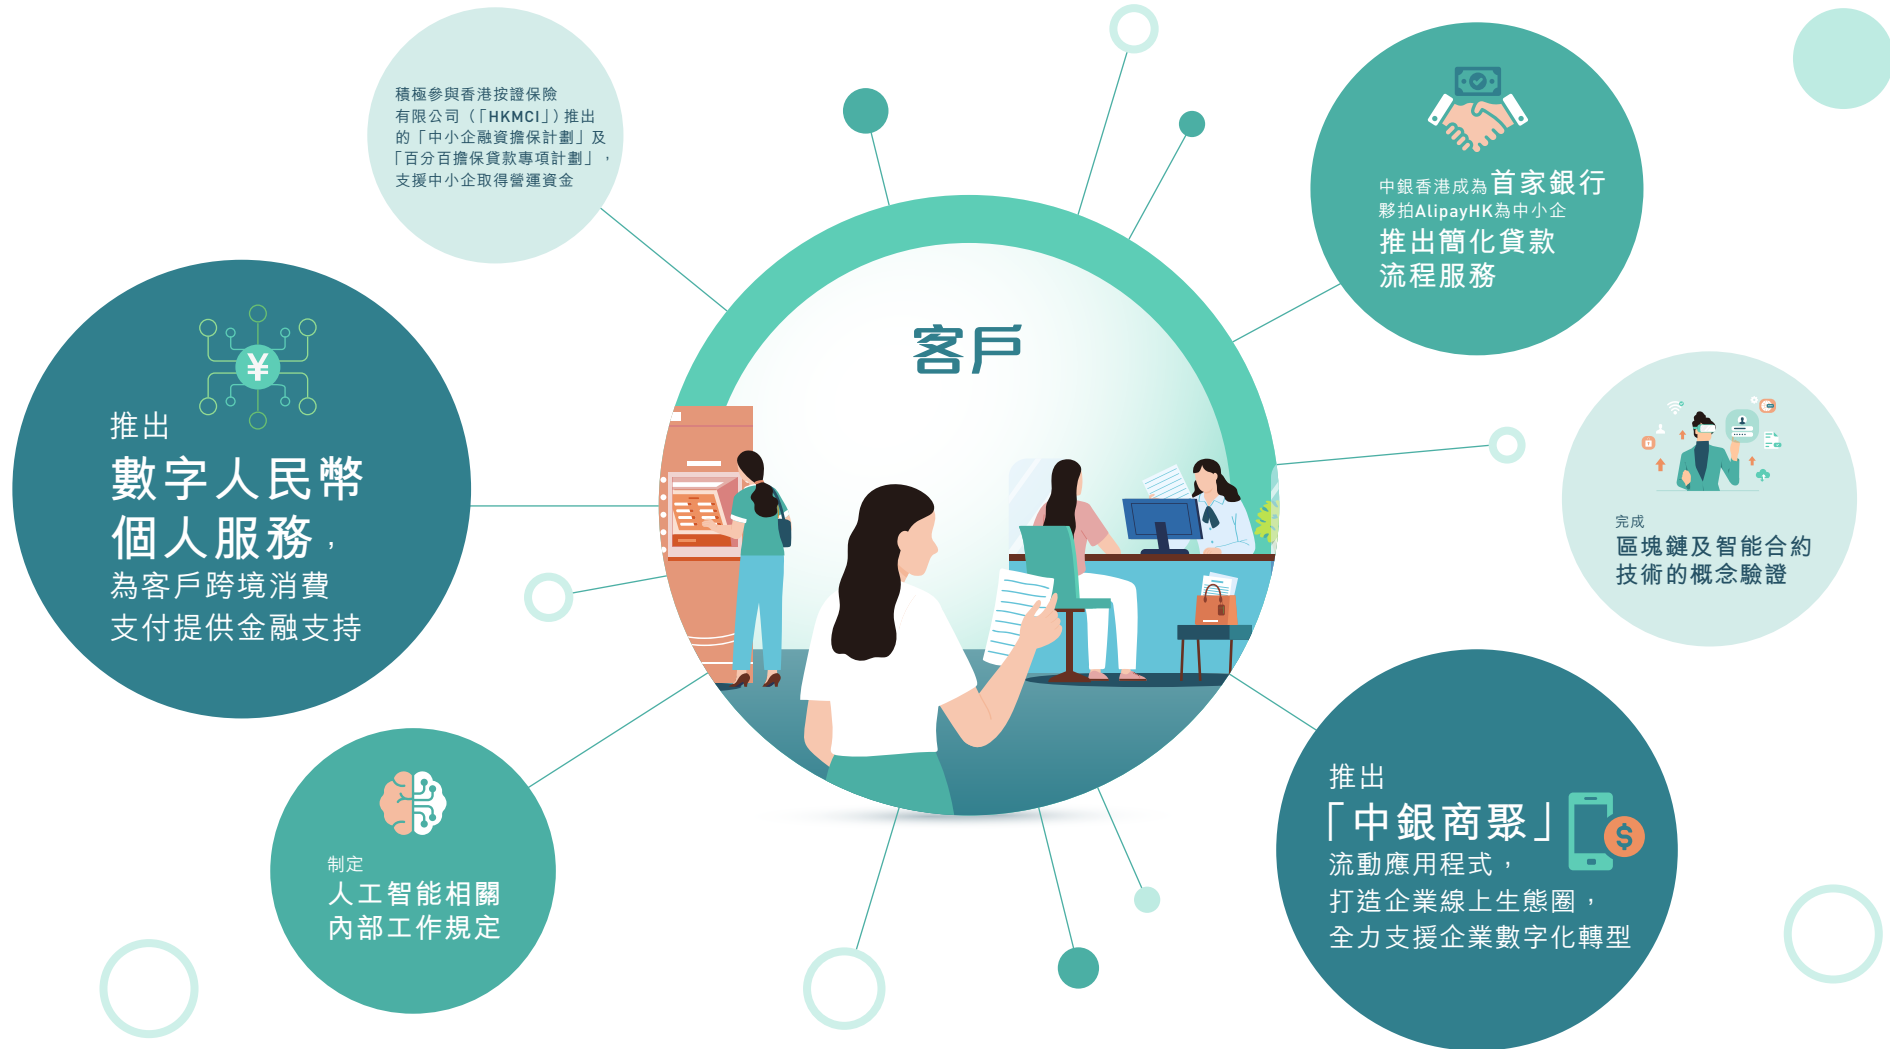 積極參與香港按證保險
有限公司（「HKMCI」）推出
的「中小企融資擔保計劃」及
「百分百擔保貸款專項計劃」，
支援中小企取得營運資金
中銀香港成為首家銀行
夥拍AlipayHK為中小企
推出簡化貸款
流程服務
客戶
推出
數字人民幣
個人服務，
為客戶跨境消費
支付提供金融支持
完成
區塊鏈及智能合約
技術的概念驗證
制定
人工智能相關
內部工作規定
推出
「中銀商聚」
流動應用程式，
打造企業線上生態圈，
全力支援企業數字化轉型